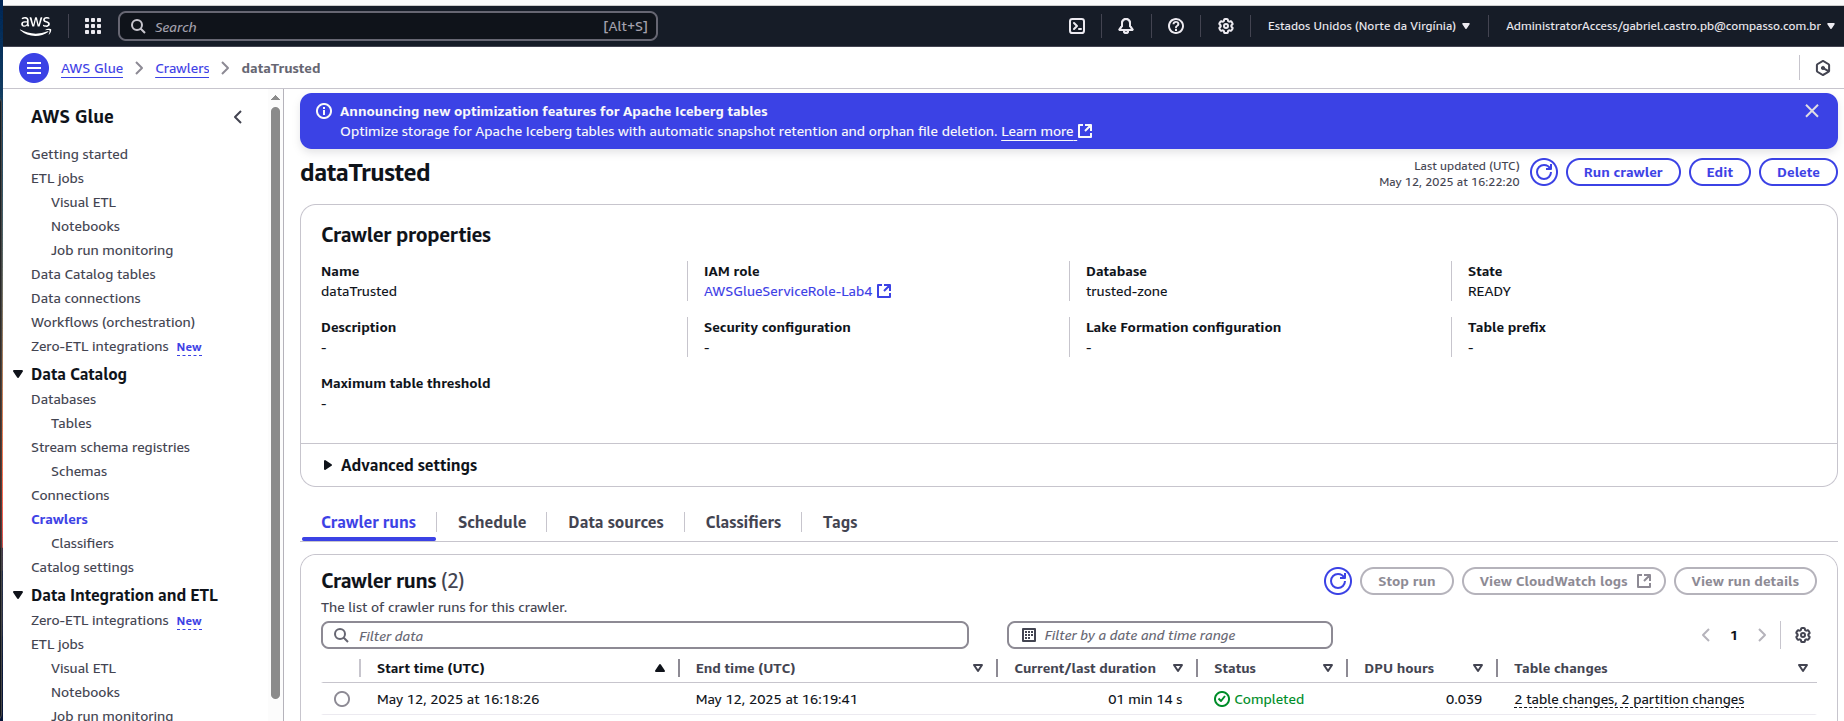 aws Search [Alt+S] Estados Unidos (Norte da Virgínia) AdministratorAccess/gabriel.castro.pb@compasso.com.br
AWS Glue Crawlers dataTrusted
AWS Glue
Getting started
ETL jobs
Visual ETL
Notebooks
Job run monitoring
Data Catalog tables
Data connections
Workflows (orchestration)
Zero-ETL integrations New
Data Catalog
Databases
Tables
Stream schema registries
Schemas
Connections
Crawlers
Classifiers
Catalog settings
Data Integration and ETL
Zero-ETL integrations New
ETL jobs
Visual ETL
Notebooks
Job run monitoring
Announcing new optimization features for Apache Iceberg tables
Optimize storage for Apache Iceberg tables with automatic snapshot retention and orphan file deletion. Learn more
dataTrusted
Last updated (UTC)
May 12, 2025 at 16:22:20
Run crawler Edit Delete
Crawler properties
Name
dataTrusted
IAM role
AWSGlueServiceRole-Lab4
Database
trusted-zone
State
READY
Description
-
Security configuration
-
Lake Formation configuration
-
Table prefix
-
Maximum table threshold
-
Advanced settings
Crawler runs Schedule Data sources Classifiers Tags
Crawler runs (2)
The list of crawler runs for this crawler.
Stop run View CloudWatch logs View run details
Filter data Filter by a date and time range 1
Start time (UTC) End time (UTC) Current/last duration Status DPU hours Table changes
May 12, 2025 at 16:18:26 May 12, 2025 at 16:19:41 01 min 14 s Completed 0.039 2 table changes, 2 partition changes